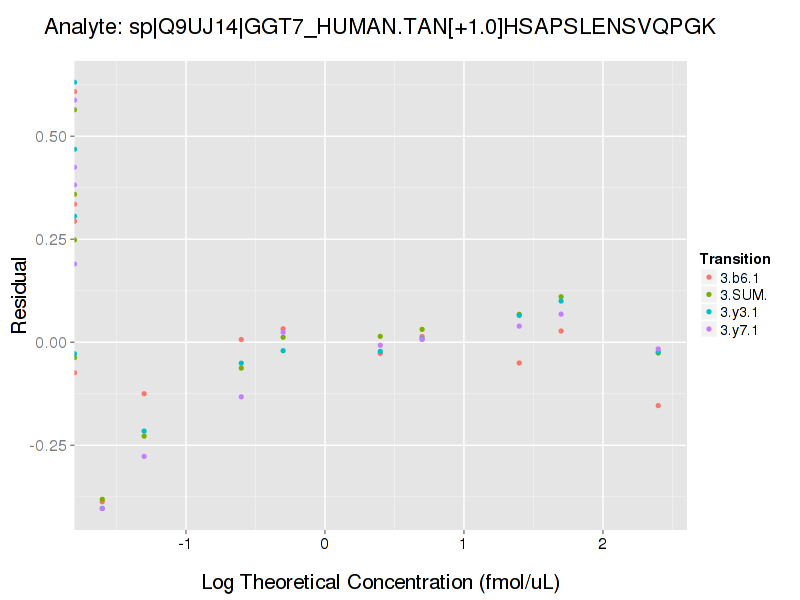 Analyte: sp|Q9UJ14|GGT7_HUMAN.TAN[+1.0]HSAPSLENSVQPGK
Residual
0.50
0.25
0.00
-0.25
-1
0
1
2
Log Theoretical Concentration (fmol/uL)
Transition
3.b6.1
3.SUM.
3.y3.1
3.y7.1